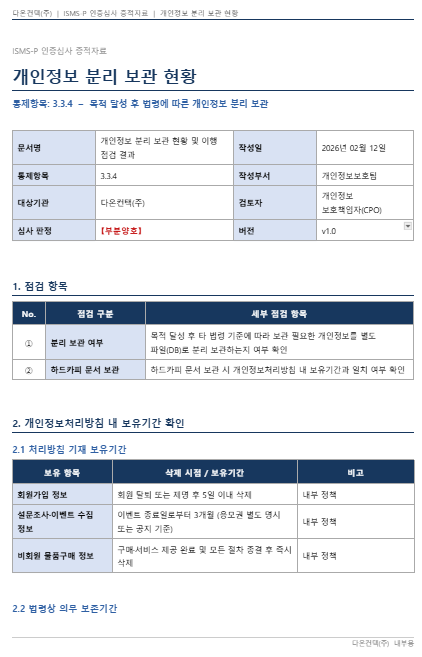 다온컨택(주) | ISMS-P 인증심사 증적자료 | 개인정보 분리 보관 현황
ISMS-P 인증심사 증적자료
개인정보 분리 보관 현황
통제항목: 3.3.4 – 목적 달성 후 법령에 따른 개인정보 분리 보관
문서명 개인정보 분리 보관 현황 및 이행 작성일 2026년 02월 12일
점검 결과
통제항목 3.3.4 작성부서 개인정보보호팀
대상기관 다온컨택(주) 검토자 개인정보
보호책임자(CPO)
심사 판정 [부분양호] 버전 v1.0
1. 점검 항목
No. 점검 구분 세부 점검 항목
① 분리 보관 여부 목적 달성 후 타 법령 기준에 따라 보관 필요한 개인정보를 별도
파일(DB)로 분리 보관하는지 여부 확인
② 하드카피 문서 보관 하드카피 문서 보관 시 개인정보처리방침 내 보유기간과 일치 여부 확인
2. 개인정보처리방침 내 보유기간 확인
2.1 처리방침 기재 보유기간
보유 항목 삭제 시점 / 보유기간 비고
회원가입 정보 회원 탈퇴 또는 제명 후 5일 이내 삭제 내부 정책
설문조사·이벤트 수집 이벤트 종료일로부터 3개월 (응모권 별도 명시 내부 정책
정보 또는 공지 기준)
비회원 물품구매 정보 구매·서비스 제공 완료 및 모든 절차 종결 후 즉시 내부 정책
삭제
2.2 법령상 의무 보존기간
다온컨택(주) 내부용